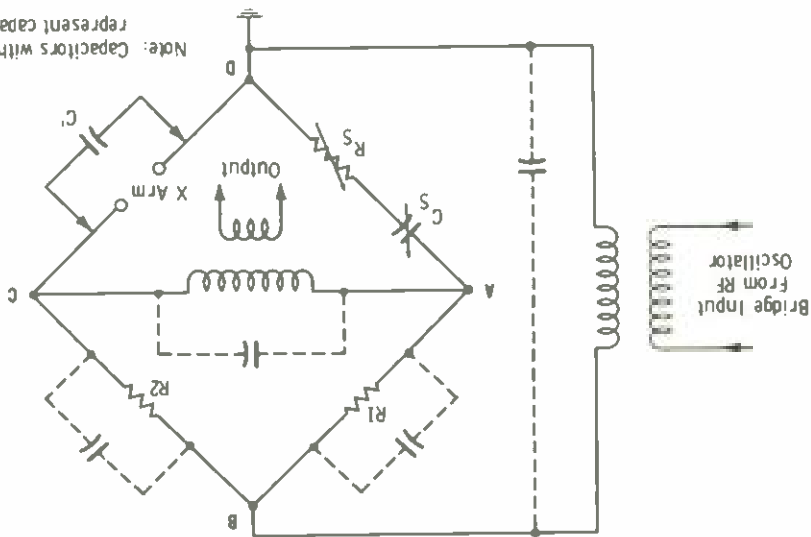 B
R1
R2
Bridge Input
From RF
Oscillator
A
C
CS
RS
X Arm
Output
C'
D
Note: Capacitors with
represent capa